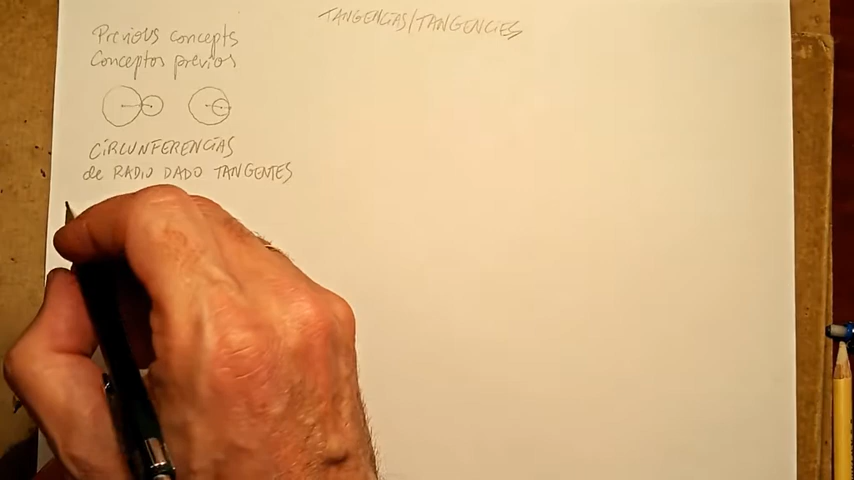 TANGENCIAS/TANGENCIES
Previous concepts
Conceptos previos
CIRCUNFERENCIAS
de RADIO DADO TANGENTES